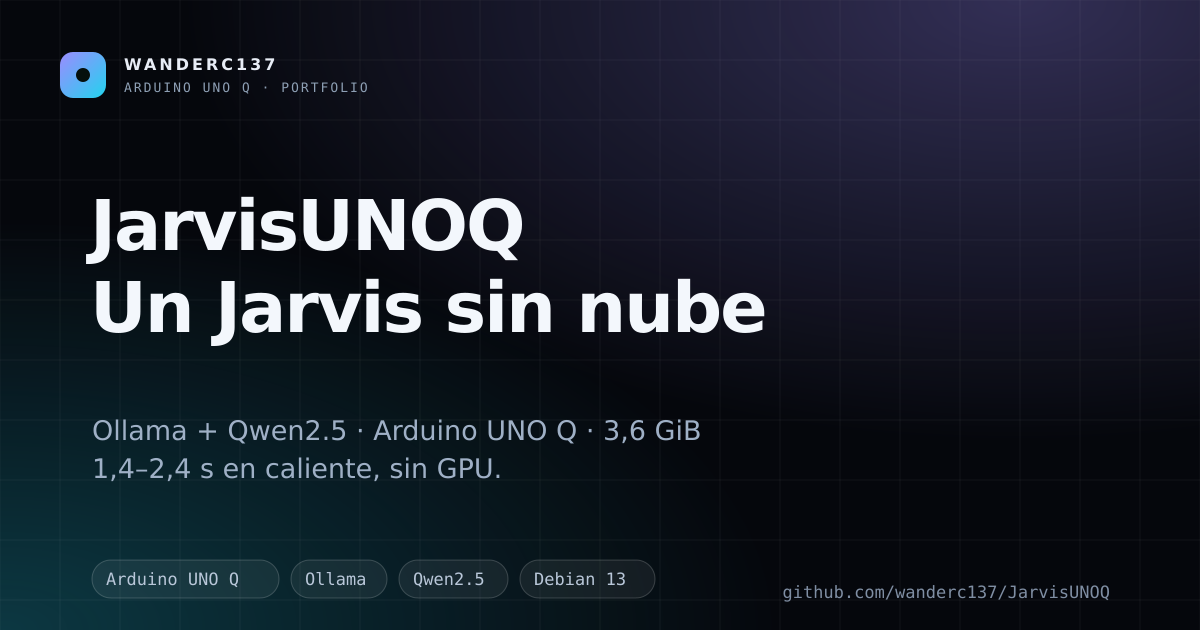 WANDERC137
ARDUINO UNO Q · PORTFOLIO
JarvisUNOQ
Un Jarvis sin nube
Ollama + Qwen2.5 · Arduino UNO Q · 3,6 GiB
1,4–2,4 s en caliente, sin GPU.
Arduino UNO Q
Ollama
Qwen2.5
Debian 13
github.com/wanderc137/JarvisUNOQ